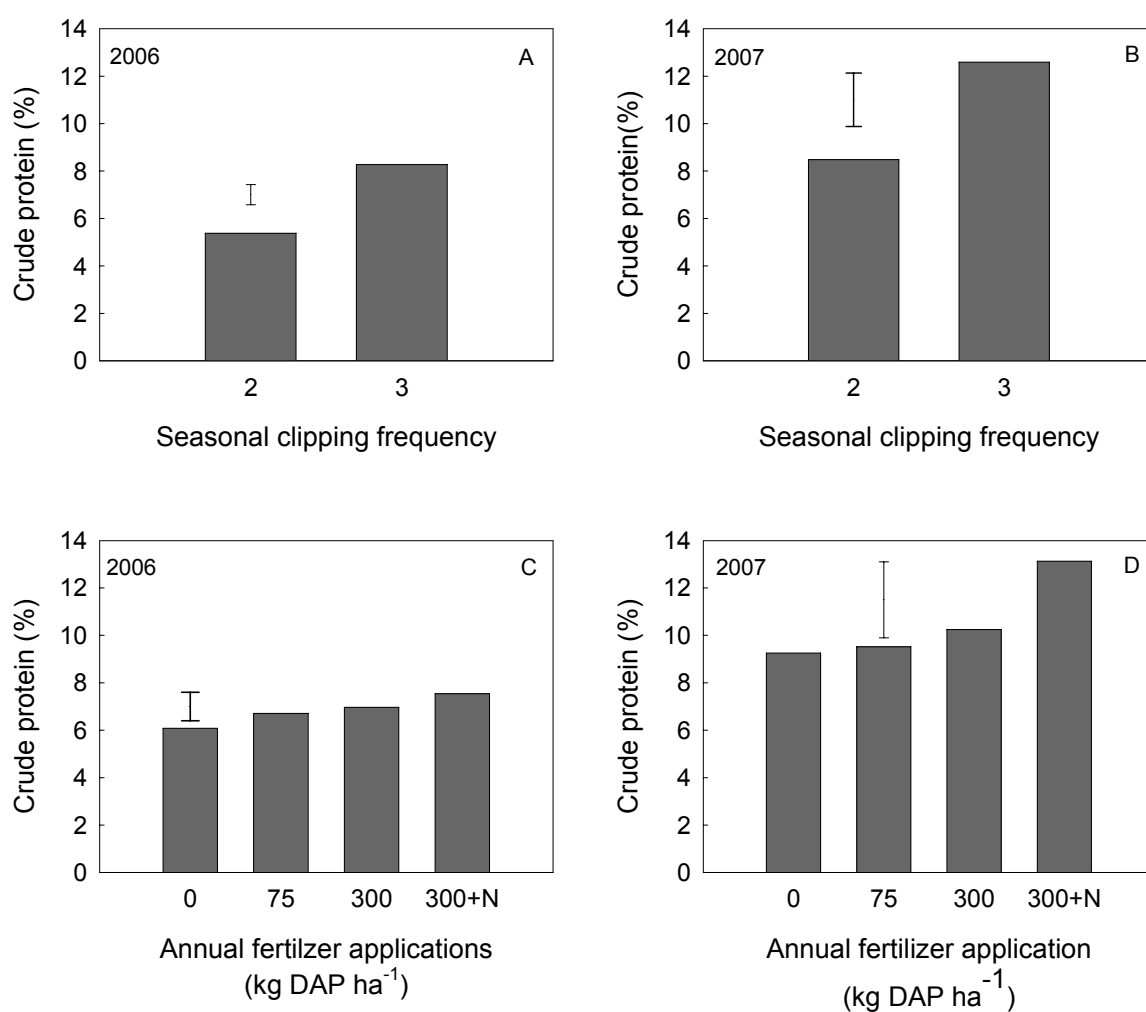 2006
A
14
12
10
8
6
4
2
0
Crude protein (%)
2
3
Seasonal clipping frequency
2007
B
14
12
10
8
6
4
2
0
Crude protein(%)
2
3
Seasonal clipping frequency
2006
C
14
12
10
8
6
4
2
0
Crude protein (%)
0
75
300
300+N
Annual fertilzer applications
(kg DAP ha⁻¹)
2007
D
14
12
10
8
6
4
2
0
Crude protein (%)
0
75
300
300+N
Annual fertilizer application
(kg DAP ha⁻¹)